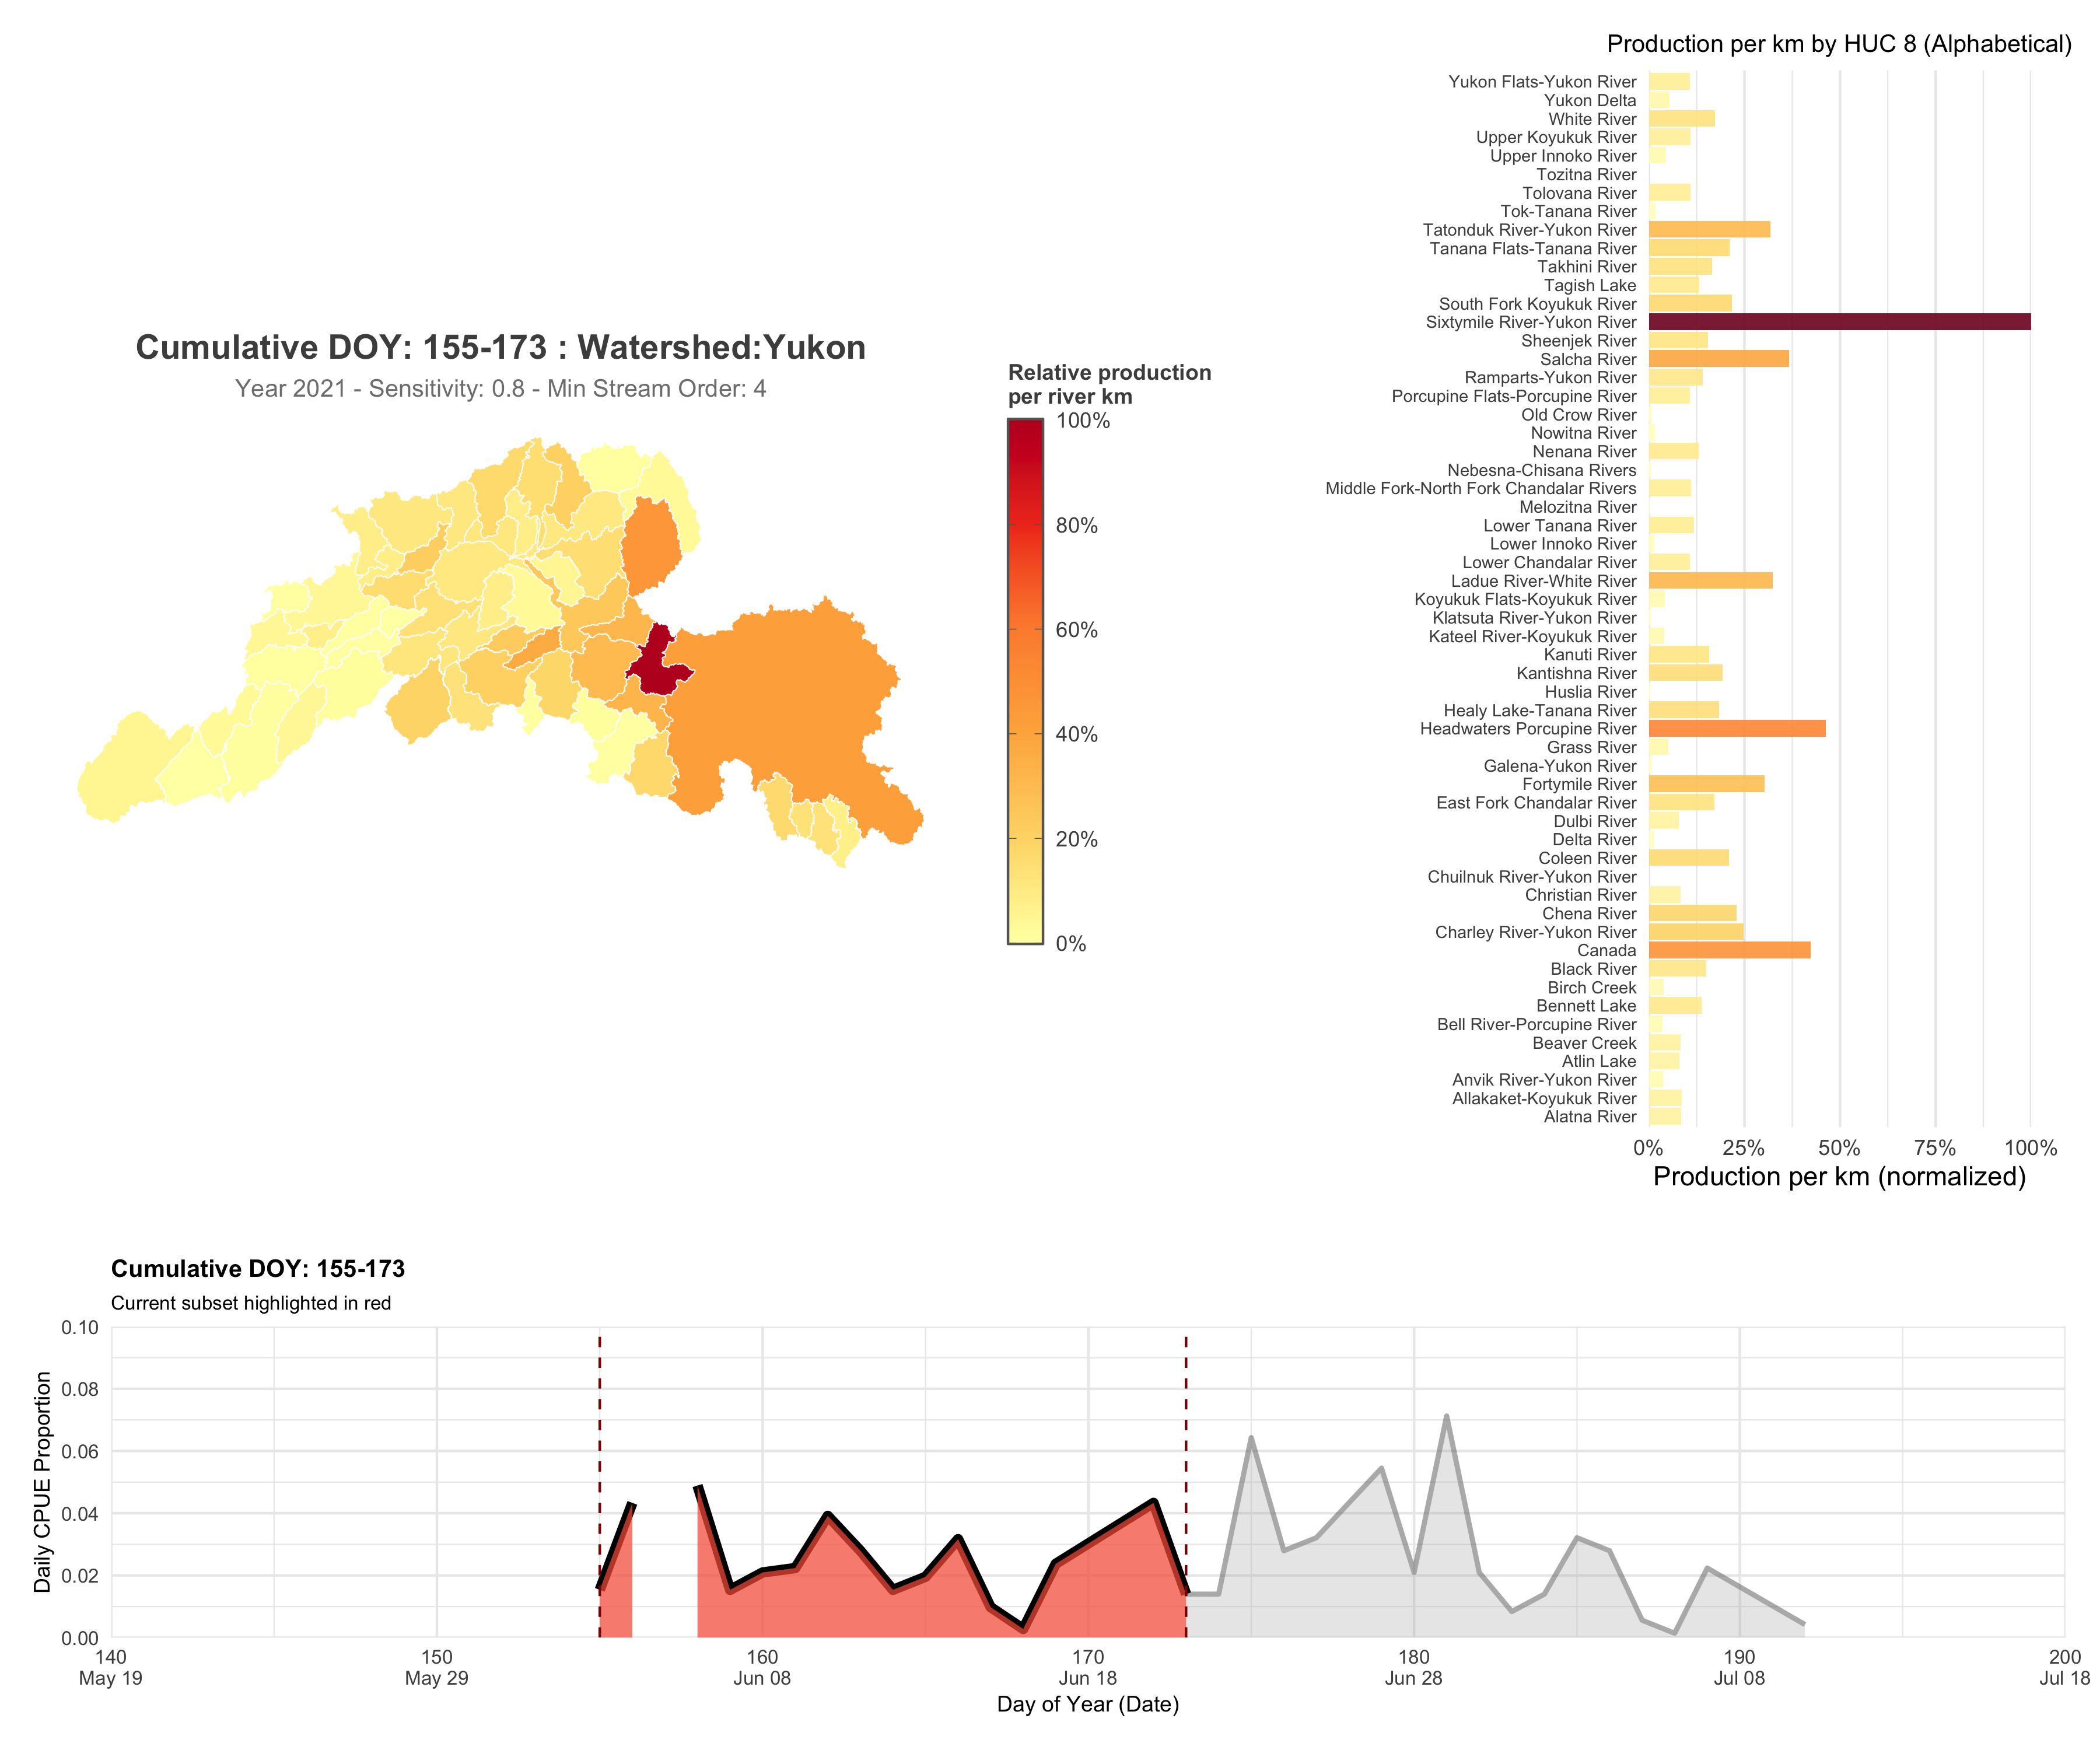 Production per km by HUC 8 (Alphabetical)
Yukon Flats-Yukon River
Yukon Delta
White River
Upper Koyukuk River
Upper Innoko River
Tozitna River
Tolovana River
Tok-Tanana River
Tatonduk River-Yukon River
Tanana Flats-Tanana River
Takhini River
Tagish Lake
South Fork Koyukuk River
Sixtymile River-Yukon River
Sheenjek River
Salcha River
Ramparts-Yukon River
Porcupine Flats-Porcupine River
Old Crow River
Nowitna River
Nenana River
Nebesna-Chisana Rivers
Middle Fork-North Fork Chandalar Rivers
Melozitna River
Lower Tanana River
Lower Innoko River
Lower Chandalar River
Ladue River-White River
Koyukuk Flats-Koyukuk River
Klatsuta River-Yukon River
Kateel River-Koyukuk River
Kanuti River
Kantishna River
Huslia River
Healy Lake-Tanana River
Headwaters Porcupine River
Grass River
Galena-Yukon River
Fortymile River
East Fork Chandalar River
Dulbi River
Delta River
Coleen River
Chuilnuk River-Yukon River
Christian River
Chena River
Charley River-Yukon River
Canada
Black River
Birch Creek
Bennett Lake
Bell River-Porcupine River
Beaver Creek
Atlin Lake
Anvik River-Yukon River
Allakaket-Koyukuk River
Alatna River
0% 25% 50% 75% 100%
Production per km (normalized)
Cumulative DOY: 155-173 : Watershed:Yukon
Year 2021 - Sensitivity: 0.8 - Min Stream Order: 4
Relative production
per river km
100%
80%
60%
40%
20%
0%
Cumulative DOY: 155-173
Current subset highlighted in red
Daily CPUE Proportion
0.10
0.08
0.06
0.04
0.02
0.00
140 150 160 170 180 190 200
May 19 May 29 Jun 08 Jun 18 Jun 28 Jul 08 Jul 18
Day of Year (Date)